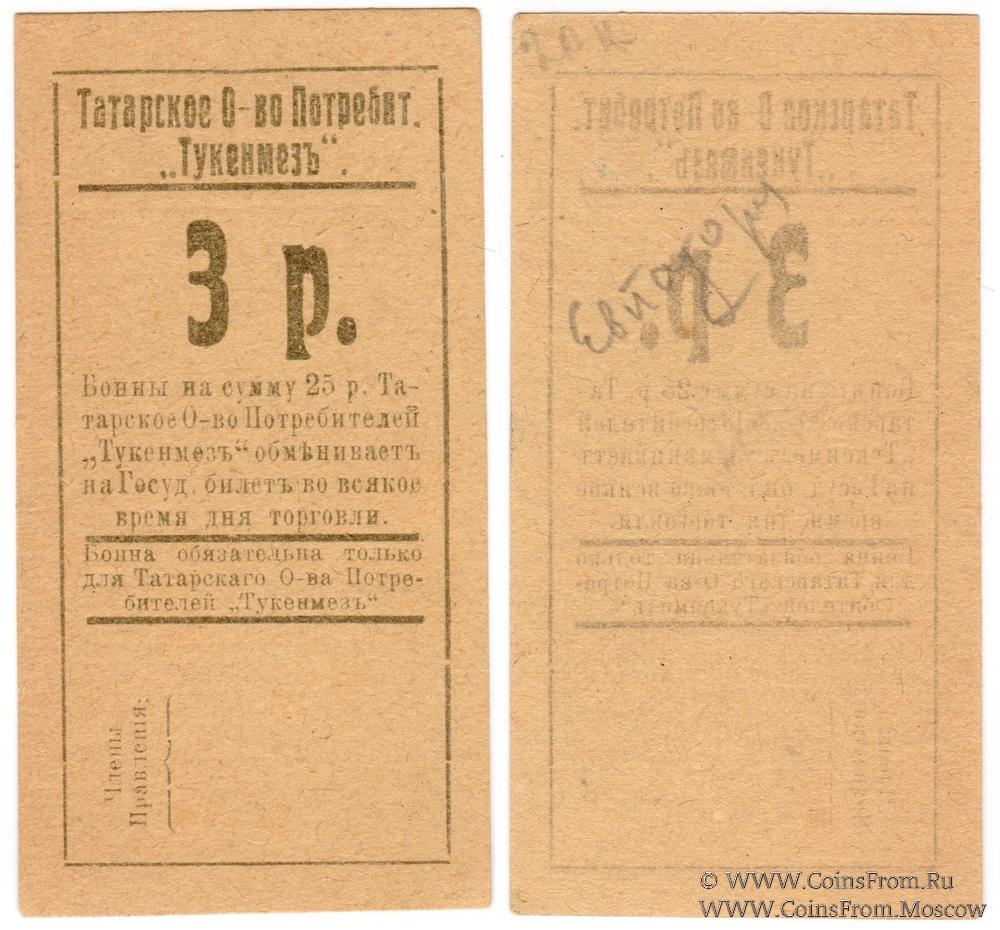 Татарское О-во Потребит.
„Тукенмезъ“.
3 р.
Бонны на сумму 25 р. Та-
тарское О-во Потребителей
„Тукенмезъ“ обмѣниваетъ
на Госуд. билетъ во всякое
время дня торговли.
Бонна обязательна только
для Татарскаго О-ва Потре-
бителей „Тукенмезъ“
Члены
Правленія:
Евпатория
© WWW.CoinsFrom.Ru
WWW.CoinsFrom.Moscow